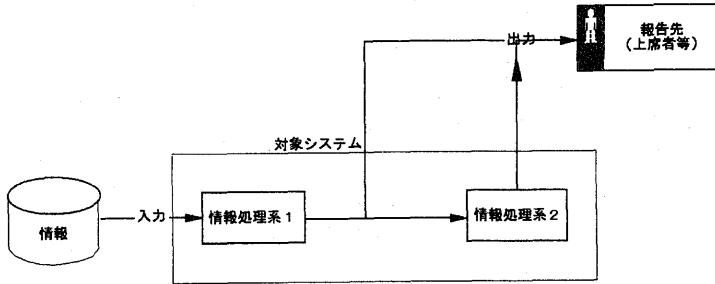 出力
報告先
(上席者等)
対象システム
情報
入力
情報処理系1
情報処理系2